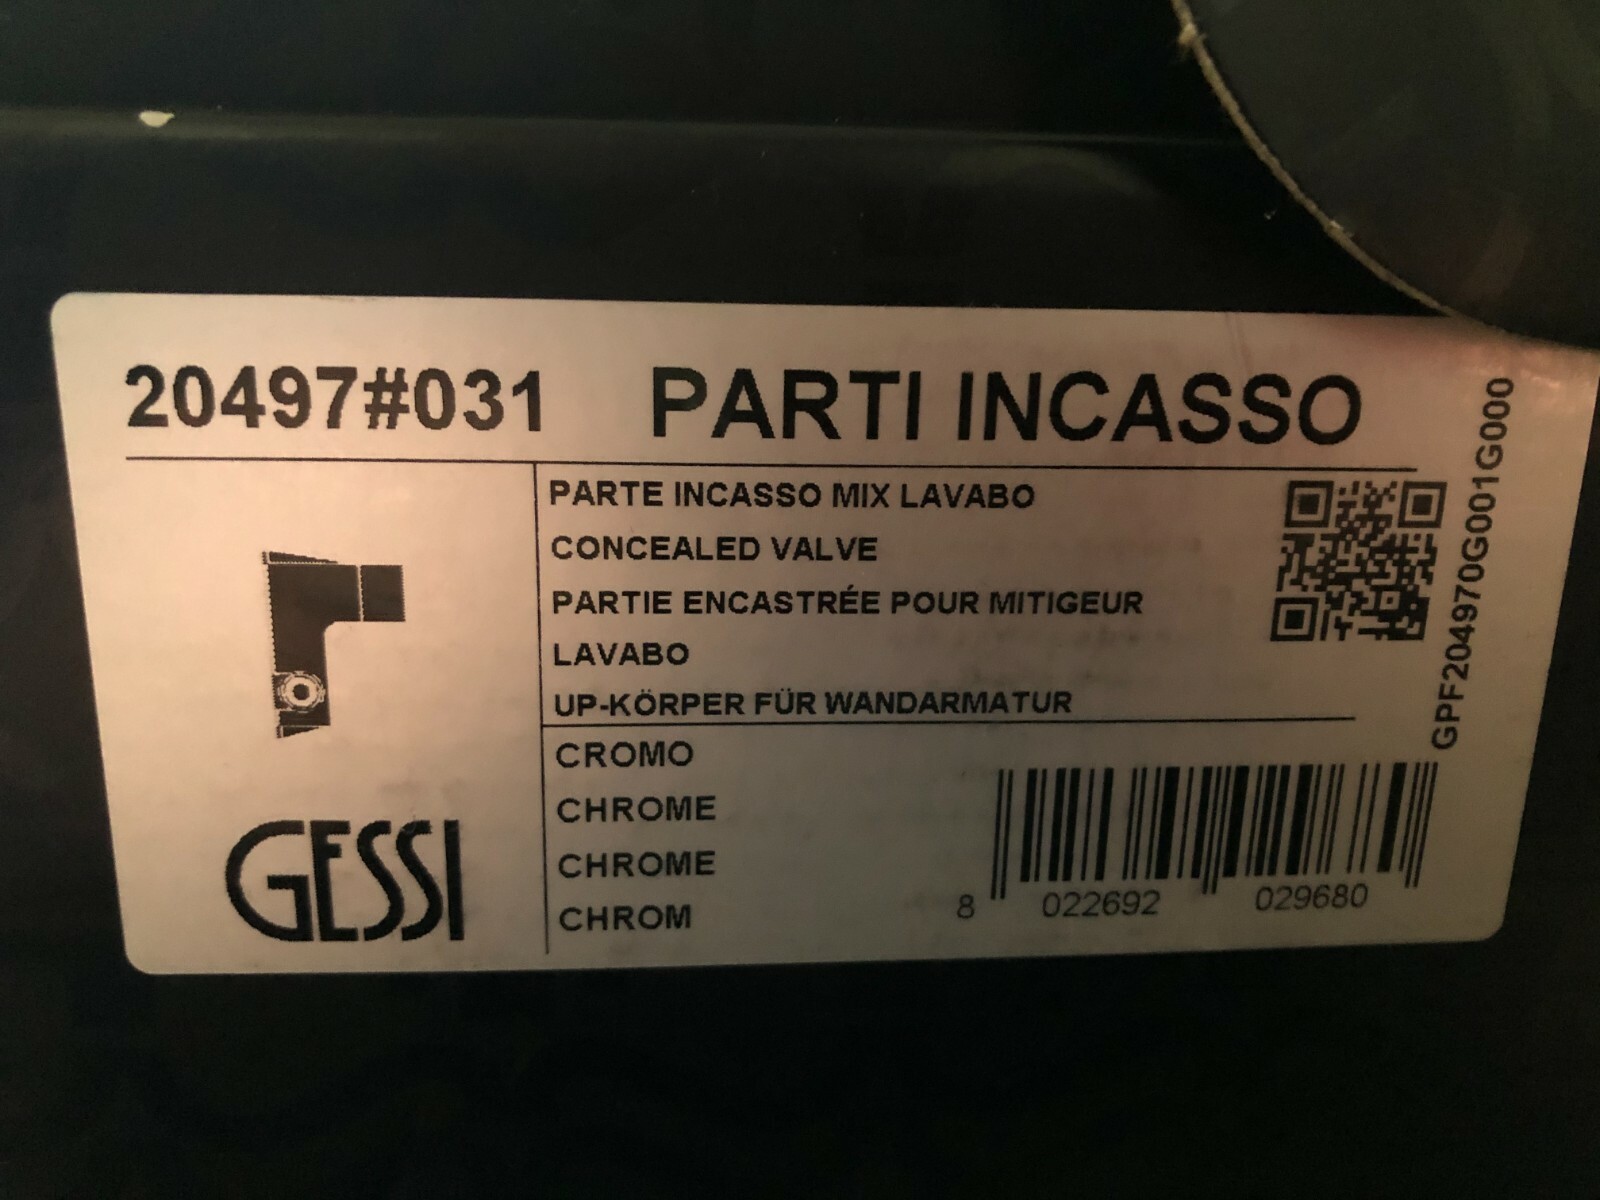 20497#031 PARTI INCASSO
PARTE INCASSO MIX LAVABO
CONCEALED VALVE
PARTIE ENCASTRÉE POUR MITIGEUR
LAVABO
UP-KÖRPER FÜR WANDARMATUR
CROMO
CHROME
CHROME
CHROM
GESSI
8 022692 029680
GPF204970G001G000